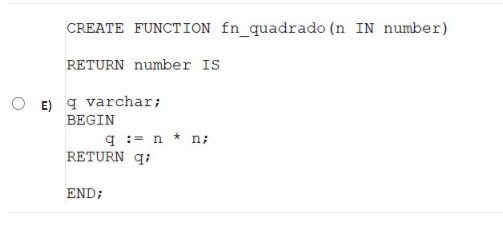 CREATE FUNCTION fn_quadrado(n IN number)
RETURN number IS
E) q varchar;
BEGIN
q := n * n;
RETURN q;
END;